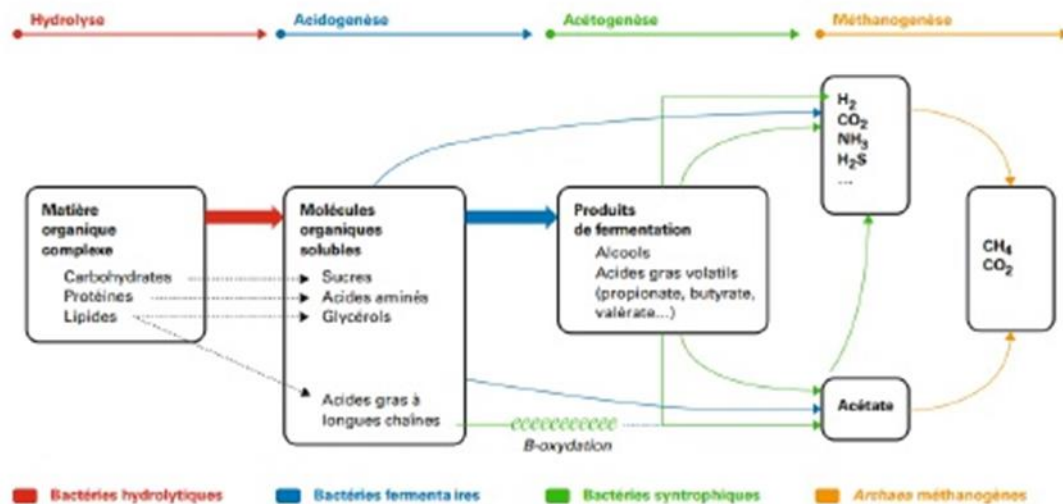 Hydrolyse
Acidogenèse
Acétogenèse
Méthanogenèse
H2
CO2
NH3
H2S
...
Matière
organique
complexe
Carbohydrates
Protéines
Lipides
Molécules
organiques
solubles
Sucres
Acides aminés
Glycérols
Acides gras à
longues chaînes
Produits
de fermentation
Alcools
Acides gras volatils
(propionate, butyrate,
valérate...)
CH4
CO2
Acétate
B-oxydation
Bactéries hydrolytiques
Bactéries fermentaires
Bactéries syntrophiques
Archaea méthanogènes